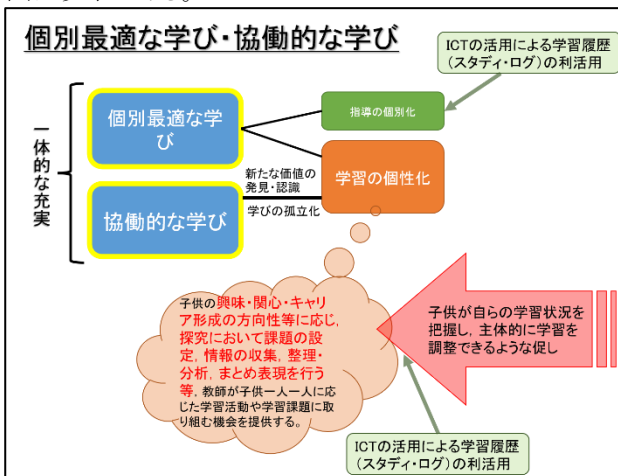 個別最適な学び・協働的な学び
ICTの活用による学習履歴
(スタディ・ログ)の利活用
一体的な充実
個別最適な学
び
指導の個別化
学習の個性化
新たな価値の
発見・認識
学びの孤立化
協働的な学び
子供の興味・関心・キャリ
ア形成の方向性等に応じ,
探究において課題の設
定,情報の収集,整理・
分析,まとめ表現を行う
等,教師が子供一人一人に応
じた学習活動や学習課題に取
り組む機会を提供する。
子供が自らの学習状況を
把握し,主体的に学習を
調整できるような促し
ICTの活用による学習履歴
(スタディ・ログ)の利活用